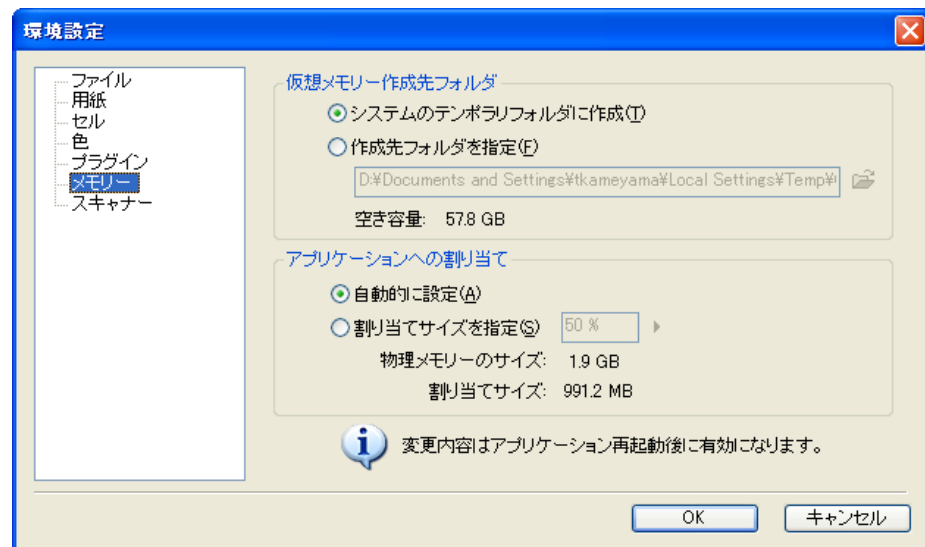 環境設定
ファイル
用紙
セル
色
プラグイン
メモリー
スキャナー
仮想メモリー作成先フォルダ
システムのテンポラリフォルダに作成(T)
作成先フォルダを指定(F)
D:¥Documents and Settings¥tkameyama¥Local Settings¥Temp¥
空き容量: 57.8 GB
アプリケーションへの割り当て
自動的に設定(A)
割り当てサイズを指定(S) 50 %
物理メモリーのサイズ: 1.9 GB
割り当てサイズ: 991.2 MB
変更内容はアプリケーション再起動後に有効になります。
OK キャンセル